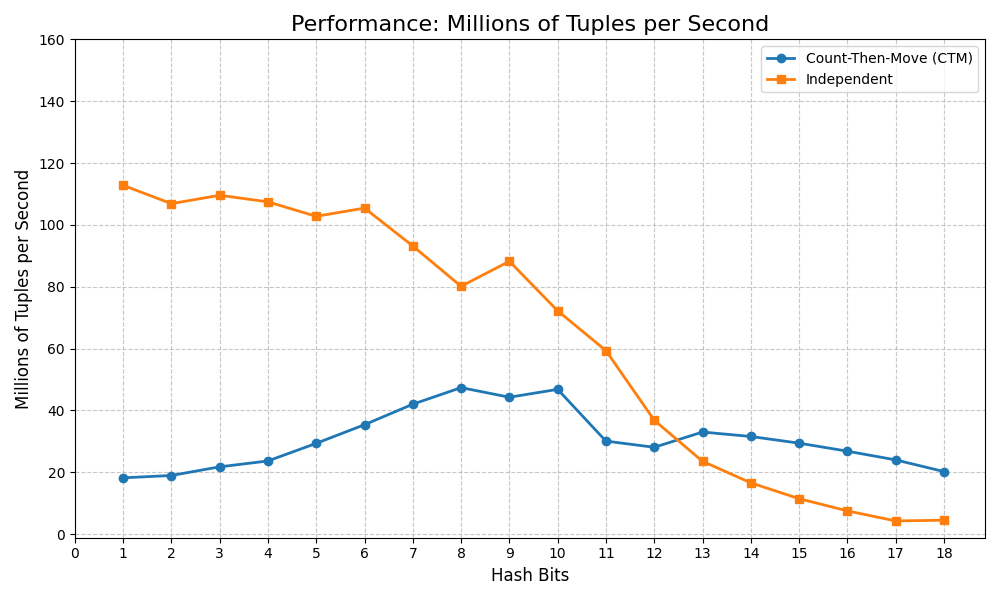 Performance: Millions of Tuples per Second
Count-Then-Move (CTM)
Independent
Millions of Tuples per Second
160
140
120
100
80
60
40
20
0
0 1 2 3 4 5 6 7 8 9 10 11 12 13 14 15 16 17 18
Hash Bits